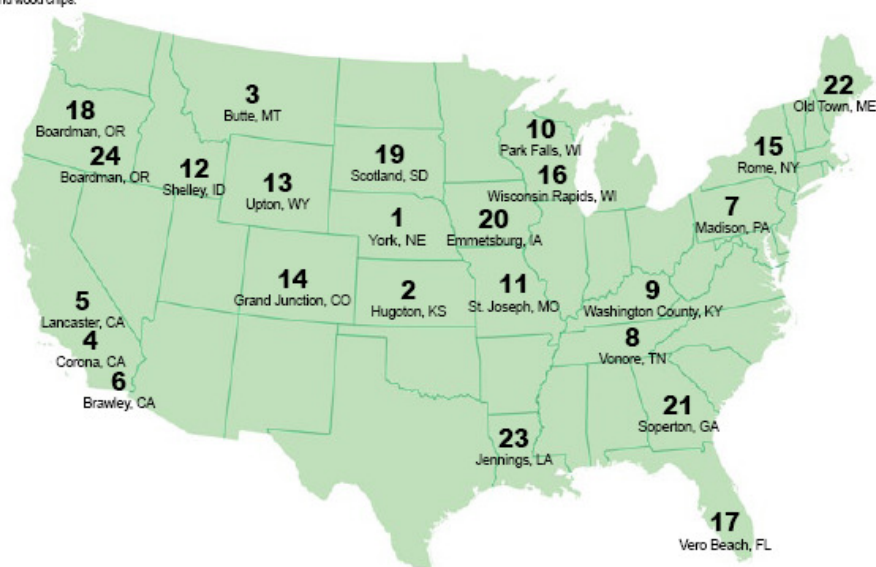 nd wood chips.
22
Old Town, ME
3
Butte, MT
18
Boardman, OR
10
Park Falls, WI
15
Rome, NY
24
Boardman, OR
19
Scotland, SD
12
Shelley, ID
16
Wisconsin Rapids, WI
13
Upton, WY
7
Madison, PA
1
York, NE
20
Emmetsburg, IA
14
Grand Junction, CO
11
St. Joseph, MO
2
Hugoton, KS
9
Washington County, KY
5
Lancaster, CA
4
Corona, CA
8
Vonore, TN
6
Brawley, CA
21
Soperton, GA
23
Jennings, LA
17
Vero Beach, FL